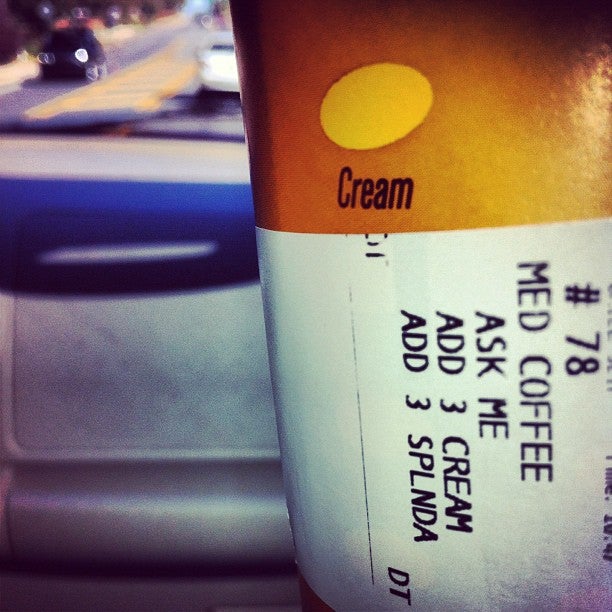 Cream
# 78
MED COFFEE
ASK ME
ADD 3 CREAM
ADD 3 SPLNDA
DT